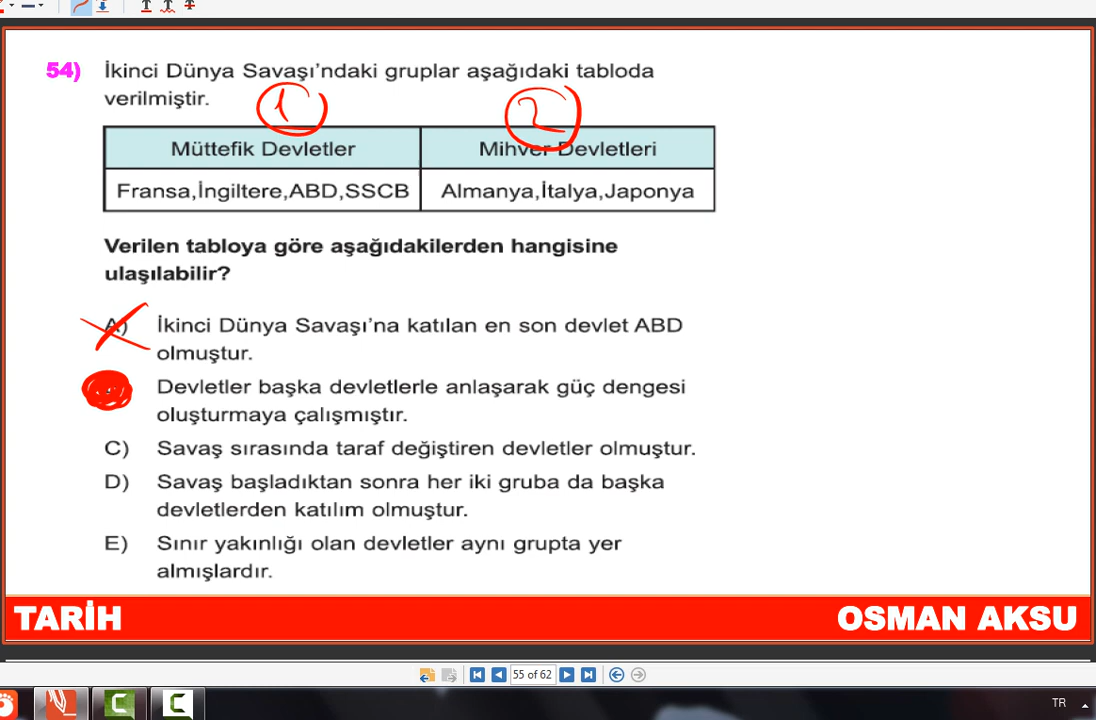 54) İkinci Dünya Savaşı'ndaki gruplar aşağıdaki tabloda
verilmiştir.
1 2
Müttefik Devletler Mihver Devletleri
Fransa,İngiltere,ABD,SSCB Almanya,İtalya,Japonya
Verilen tabloya göre aşağıdakilerden hangisine
ulaşılabilir?
A) İkinci Dünya Savaşı'na katılan en son devlet ABD
olmuştur.
Devletler başka devletlerle anlaşarak güç dengesi
oluşturmaya çalışmıştır.
C) Savaş sırasında taraf değiştiren devletler olmuştur.
D) Savaş başladıktan sonra her iki gruba da başka
devletlerden katılım olmuştur.
E) Sınır yakınlığı olan devletler aynı grupta yer
almışlardır.
TARİH OSMAN AKSU
55 of 62
TR